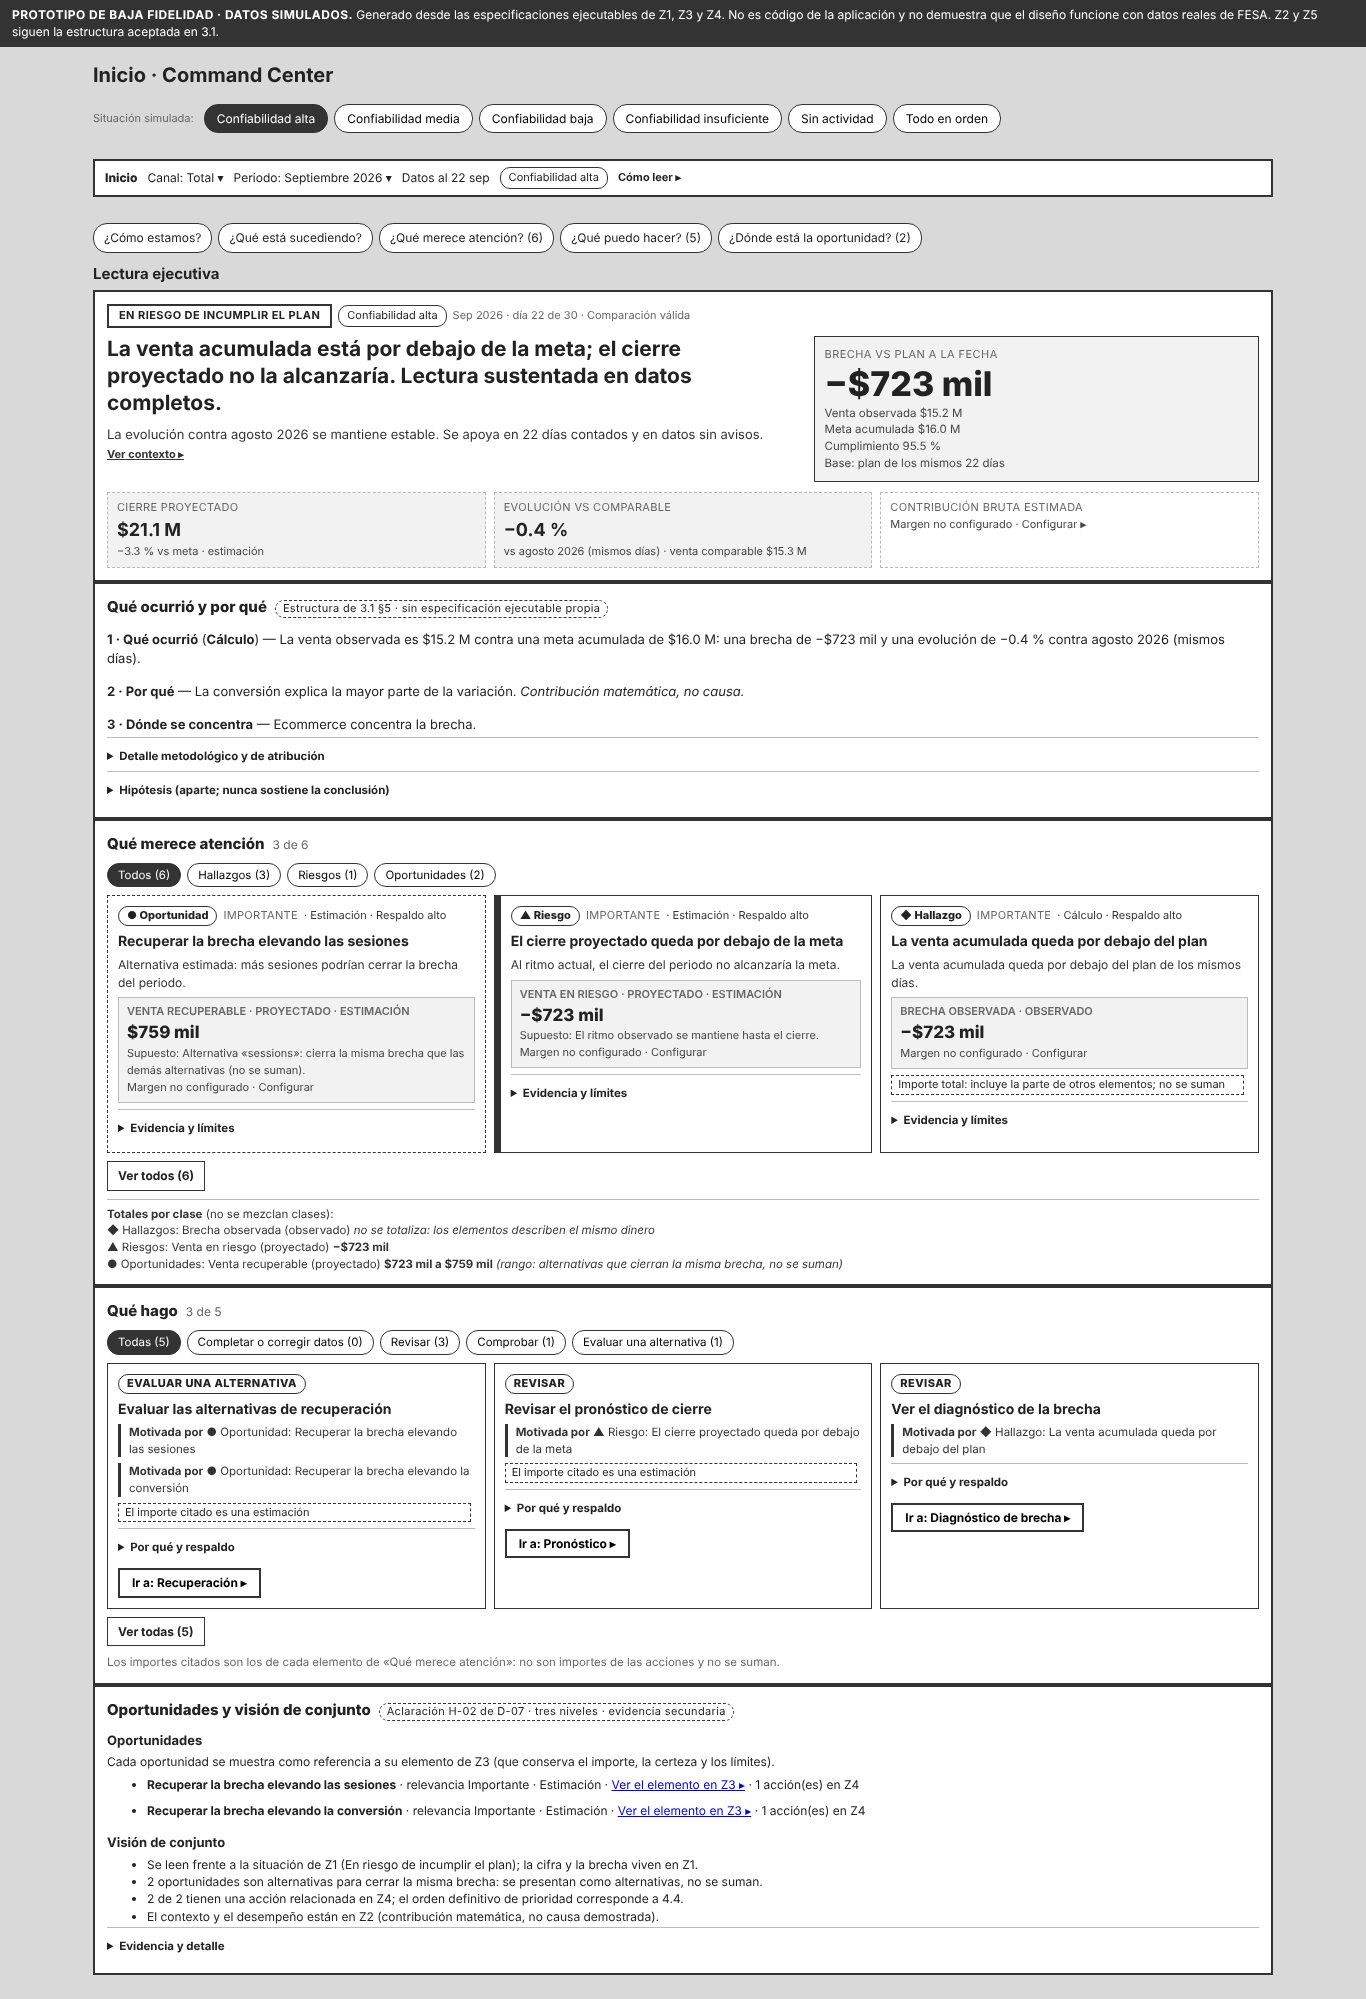 PROTOTIPO DE BAJA FIDELIDAD · DATOS SIMULADOS. Generado desde las especificaciones ejecutables de Z1, Z3 y Z4. No es código de la aplicación y no demuestra que el diseño funcione con datos reales de FESA. Z2 y Z5
siguen la estructura aceptada en 3.1.
Inicio · Command Center
Situación simulada: Confiabilidad alta Confiabilidad media Confiabilidad baja Confiabilidad insuficiente Sin actividad Todo en orden
Inicio Canal: Total ▾ Periodo: Septiembre 2026 ▾ Datos al 22 sep Confiabilidad alta Cómo leer ▸
¿Cómo estamos? ¿Qué está sucediendo? ¿Qué merece atención? (6) ¿Qué puedo hacer? (5) ¿Dónde está la oportunidad? (2)
Lectura ejecutiva
EN RIESGO DE INCUMPLIR EL PLAN Confiabilidad alta Sep 2026 · día 22 de 30 · Comparación válida
La venta acumulada está por debajo de la meta; el cierre
proyectado no la alcanzaría. Lectura sustentada en datos
completos.
La evolución contra agosto 2026 se mantiene estable. Se apoya en 22 días contados y en datos sin avisos.
Ver contexto ▸
BRECHA VS PLAN A LA FECHA
−$723 mil
Venta observada $15.2 M
Meta acumulada $16.0 M
Cumplimiento 95.5 %
Base: plan de los mismos 22 días
CIERRE PROYECTADO
$21.1 M
−3.3 % vs meta · estimación
EVOLUCIÓN VS COMPARABLE
−0.4 %
vs agosto 2026 (mismos días) · venta comparable $15.3 M
CONTRIBUCIÓN BRUTA ESTIMADA
Margen no configurado · Configurar ▸
Qué ocurrió y por qué Estructura de 3.1 §5 · sin especificación ejecutable propia
1 · Qué ocurrió (Cálculo) — La venta observada es $15.2 M contra una meta acumulada de $16.0 M: una brecha de −$723 mil y una evolución de −0.4 % contra agosto 2026 (mismos
días).
2 · Por qué — La conversión explica la mayor parte de la variación. Contribución matemática, no causa.
3 · Dónde se concentra — Ecommerce concentra la brecha.
▶ Detalle metodológico y de atribución
▶ Hipótesis (aparte; nunca sostiene la conclusión)
Qué merece atención 3 de 6
Todos (6) Hallazgos (3) Riesgos (1) Oportunidades (2)
● Oportunidad IMPORTANTE · Estimación · Respaldo alto
Recuperar la brecha elevando las sesiones
Alternativa estimada: más sesiones podrían cerrar la brecha
del periodo.
VENTA RECUPERABLE · PROYECTADO · ESTIMACIÓN
$759 mil
Supuesto: Alternativa «sessions»: cierra la misma brecha que las
demás alternativas (no se suman).
Margen no configurado · Configurar
▶ Evidencia y límites
▲ Riesgo IMPORTANTE · Estimación · Respaldo alto
El cierre proyectado queda por debajo de la meta
Al ritmo actual, el cierre del periodo no alcanzaría la meta.
VENTA EN RIESGO · PROYECTADO · ESTIMACIÓN
−$723 mil
Supuesto: El ritmo observado se mantiene hasta el cierre.
Margen no configurado · Configurar
▶ Evidencia y límites
◆ Hallazgo IMPORTANTE · Cálculo · Respaldo alto
La venta acumulada queda por debajo del plan
La venta acumulada queda por debajo del plan de los mismos
días.
BRECHA OBSERVADA · OBSERVADO
−$723 mil
Margen no configurado · Configurar
Importe total: incluye la parte de otros elementos; no se suman
▶ Evidencia y límites
Ver todos (6)
Totales por clase (no se mezclan clases):
◆ Hallazgos: Brecha observada (observado) no se totaliza: los elementos describen el mismo dinero
▲ Riesgos: Venta en riesgo (proyectado) −$723 mil
● Oportunidades: Venta recuperable (proyectado) $723 mil a $759 mil (rango: alternativas que cierran la misma brecha, no se suman)
Qué hago 3 de 5
Todas (5) Completar o corregir datos (0) Revisar (3) Comprobar (1) Evaluar una alternativa (1)
EVALUAR UNA ALTERNATIVA
Evaluar las alternativas de recuperación
Motivada por ● Oportunidad: Recuperar la brecha elevando
las sesiones
Motivada por ● Oportunidad: Recuperar la brecha elevando la
conversión
El importe citado es una estimación
▶ Por qué y respaldo
Ir a: Recuperación ▸
REVISAR
Revisar el pronóstico de cierre
Motivada por ▲ Riesgo: El cierre proyectado queda por debajo
de la meta
El importe citado es una estimación
▶ Por qué y respaldo
Ir a: Pronóstico ▸
REVISAR
Ver el diagnóstico de la brecha
Motivada por ◆ Hallazgo: La venta acumulada queda por
debajo del plan
▶ Por qué y respaldo
Ir a: Diagnóstico de brecha ▸
Ver todas (5)
Los importes citados son los de cada elemento de «Qué merece atención»: no son importes de las acciones y no se suman.
Oportunidades y visión de conjunto Aclaración H-02 de D-07 · tres niveles · evidencia secundaria
Oportunidades
Cada oportunidad se muestra como referencia a su elemento de Z3 (que conserva el importe, la certeza y los límites).
• Recuperar la brecha elevando las sesiones · relevancia Importante · Estimación · Ver el elemento en Z3 ▸ · 1 acción(es) en Z4
• Recuperar la brecha elevando la conversión · relevancia Importante · Estimación · Ver el elemento en Z3 ▸ · 1 acción(es) en Z4
Visión de conjunto
• Se leen frente a la situación de Z1 (En riesgo de incumplir el plan); la cifra y la brecha viven en Z1.
• 2 oportunidades son alternativas para cerrar la misma brecha: se presentan como alternativas, no se suman.
• 2 de 2 tienen una acción relacionada en Z4; el orden definitivo de prioridad corresponde a 4.4.
• El contexto y el desempeño están en Z2 (contribución matemática, no causa demostrada).
▶ Evidencia y detalle